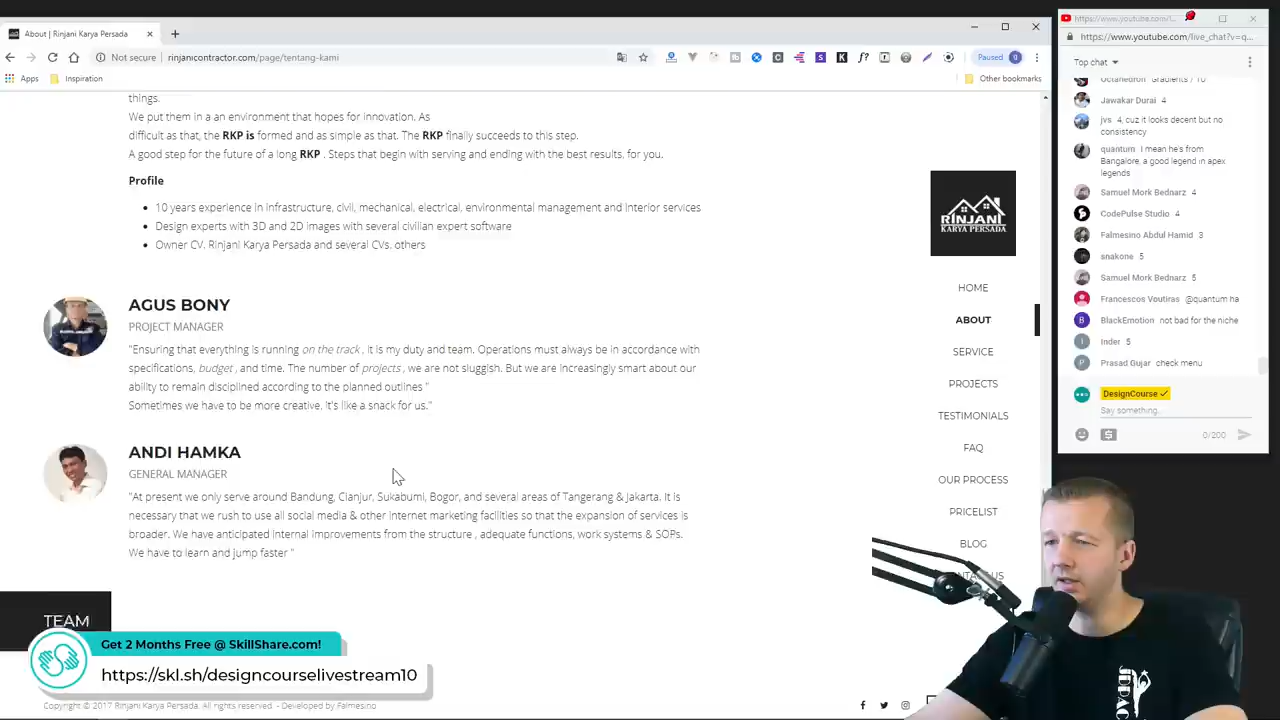 About | Rinjani Karya Persada
Not secure
rinjancontractor.com/page/tentang-kami
Paused
Apps
Inspiration
Other bookmarks
things.
We put them in a an environment that hopes for innovation. As
difficult as that, the RKP is formed and as simple as that. The RKP finally succeeds to this step.
A good step for the future of a long RKP . Steps that begin with serving and ending with the best results, for you.
Profile
10 years experience in infrastructure, civil, mechanical, electrical, environmental management and interior services
Design experts with 3D and 2D images with several civilian expert software
Owner CV. Rinjani Karya Persada and several CVs. others
AGUS BONY
PROJECT MANAGER
"Ensuring that everything is running on the track , it is my duty and team. Operations must always be in accordance with
specifications, budget , and time. The number of projects , we are not sluggish. But we are increasingly smart about our
ability to remain disciplined according to the planned outlines "
Sometimes we have to be more creative. It's like a snack for us."
ANDI HAMKA
GENERAL MANAGER
"At present we only serve around Bandung, Cianjur, Sukabumi, Bogor, and several areas of Tangerang & Jakarta. It is
necessary that we rush to use all social media & other internet marketing facilities so that the expansion of services is
broader. We have anticipated internal improvements from the structure , adequate functions, work systems & SOPs.
We have to learn and jump faster "
TEAM
Copyright © 2017 Rinjani Karya Persada. All rights reserved. - Developed by Falmesino
RINJANI
KARYA PERSADA
HOME
ABOUT
SERVICE
PROJECTS
TESTIMONIALS
FAQ
OUR PROCESS
PRICELIST
BLOG
Get 2 Months Free @ SkillShare.com!
https://skl.sh/designcourselivestream10
https://www.youtube.com/l...
https://www.youtube.com/live_chat?v=q...
Top chat
Octahedron Gradients / 10
Jawakar Durai 4
jvs 4, cuz it looks decent but no
consistency
quantum I mean he's from
Bangalore, a good legend in apex
legends
Samuel Mork Bednarz 4
CodePulse Studio 4
Falmesino Abdul Hamid 3
snakone 5
Samuel Mork Bednarz 5
Francescos Voutiras @quantum ha
BlackEmotion not bad for the niche
Inder 5
Prasad Gujar check menu
DesignCourse
Say something...
0/200